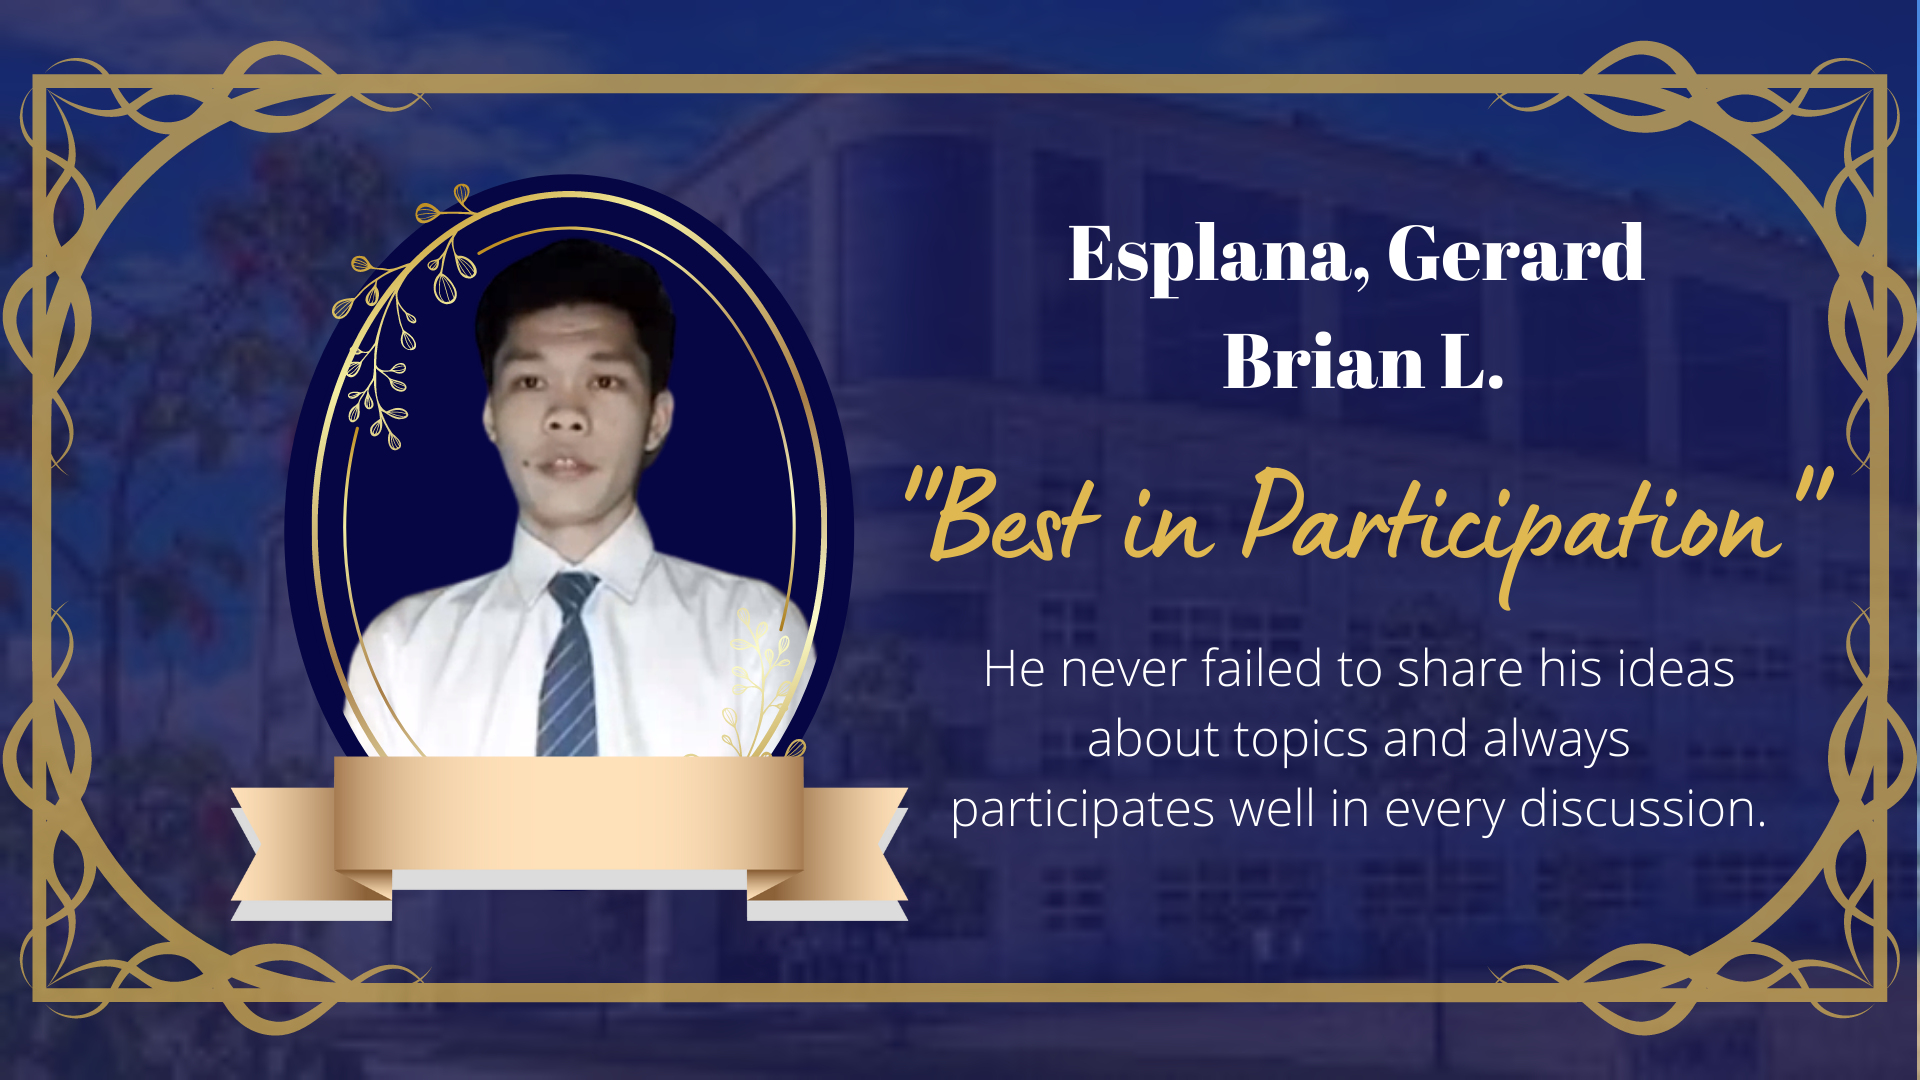 Esplana, Gerard
Brian L.
"Best in Participation"
He never failed to share his ideas
about topics and always
participates well in every discussion.